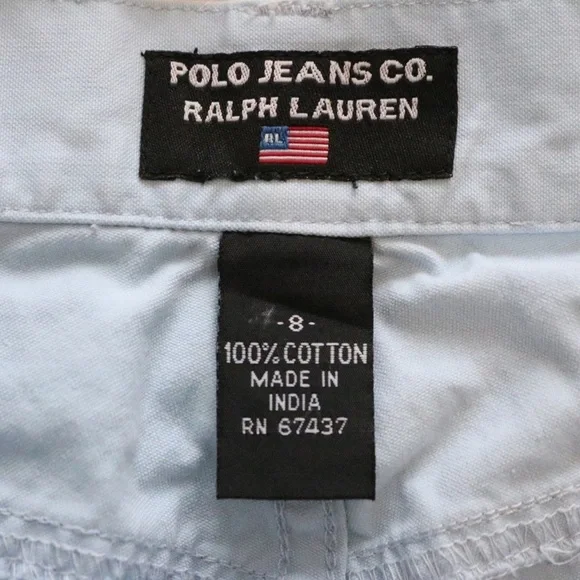 POLO JEANS CO.
RALPH LAUREN
RL
-8-
100% COTTON
MADE IN
INDIA
RN 67437